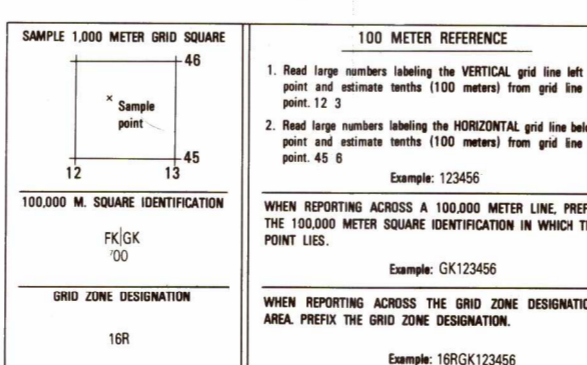 SAMPLE 1,000 METER GRID SQUARE
46
Sample
point
45
12 13
100,000 M. SQUARE IDENTIFICATION
FK GK
'00
GRID ZONE DESIGNATION
16R
100 METER REFERENCE
1. Read large numbers labeling the VERTICAL grid line left
point and estimate tenths (100 meters) from grid line
point. 12 3
2. Read large numbers labeling the HORIZONTAL grid line
point and estimate tenths (100 meters) from grid line
point. 45 6
Example: 123456
WHEN REPORTING ACROSS A 100,000 METER LINE,
THE 100,000 METER SQUARE IDENTIFICATION IN WHICH
POINT LIES.
Example: GK123456
WHEN REPORTING ACROSS THE GRID ZONE
AREA. PREFIX THE GRID ZONE DESIGNATION.
Example: 16RGK123456